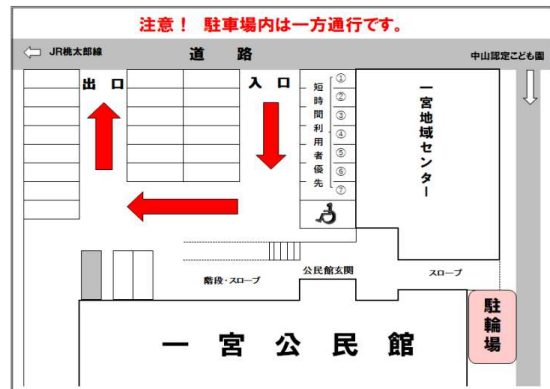 注意！ 駐車場内は一方通行です。
JR桃太郎線
道 路
中山認定こども園
出 口
入 口
短時間利用者優先
①
②
③
④
⑤
⑥
⑦
一宮地域センター
階段・スロープ
公民館玄関
スロープ
駐輪場
一 宮 公 民 館